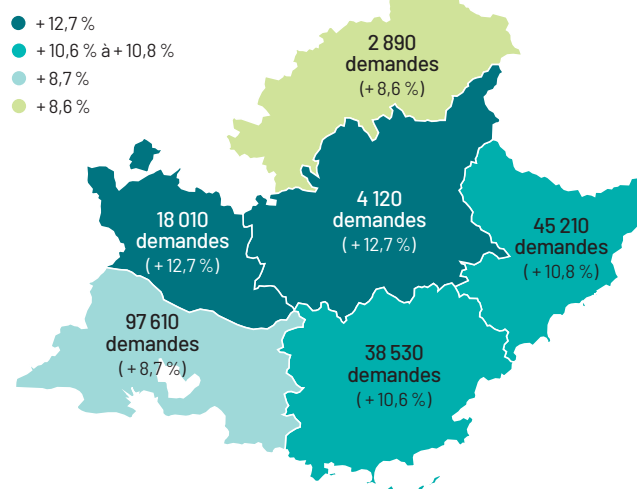 + 12,7 %
+ 10,6 % à + 10,8 %
+ 8,7 %
+ 8,6 %
2 890
demandes
(+ 8,6 %)
4 120
demandes
(+ 12,7 %)
18 010
demandes
(+ 12,7 %)
45 210
demandes
(+ 10,8 %)
97 610
demandes
(+ 8,7 %)
38 530
demandes
(+ 10,6 %)